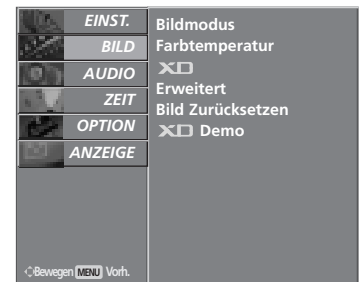 EINST.
BILD
AUDIO
ZEIT
OPTION
ANZEIGE
Bewegen MENU Vorh.
Bildmodus
Farbtemperatur
XD
Erweitert
Bild Zurücksetzen
XD Demo